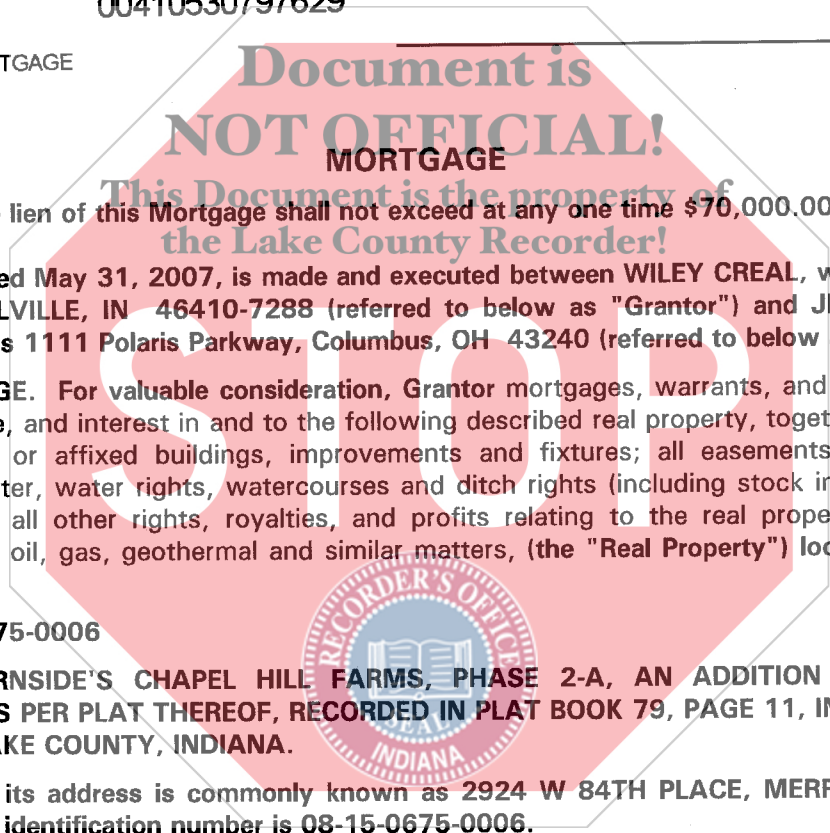 00410530797629
TGAGE
Document is
NOT OFFICIAL!
MORTGAGE
This Document is the property of
lien of this Mortgage shall not exceed at any one time $70,000.00
the Lake County Recorder!
ed May 31, 2007, is made and executed between WILEY CREAL, w
LVILLE, IN 46410-7288 (referred to below as "Grantor") and J
s 1111 Polaris Parkway, Columbus, OH 43240 (referred to below
GE. For valuable consideration, Grantor mortgages, warrants, and
e, and interest in and to the following described real property, toget
or affixed buildings, improvements and fixtures; all easements
ter, water rights, watercourses and ditch rights (including stock in
all other rights, royalties, and profits relating to the real prope
oil, gas, geothermal and similar matters, (the "Real Property") loc
STOP
75-0006
RNSIDE'S CHAPEL HILL FARMS, PHASE 2-A, AN ADDITION
S PER PLAT THEREOF, RECORDED IN PLAT BOOK 79, PAGE 11, IN
AKE COUNTY, INDIANA.
RECORDER'S OFFICE
SEAL
INDIANA
its address is commonly known as 2924 W 84TH PLACE, MERR
identification number is 08-15-0675-0006.